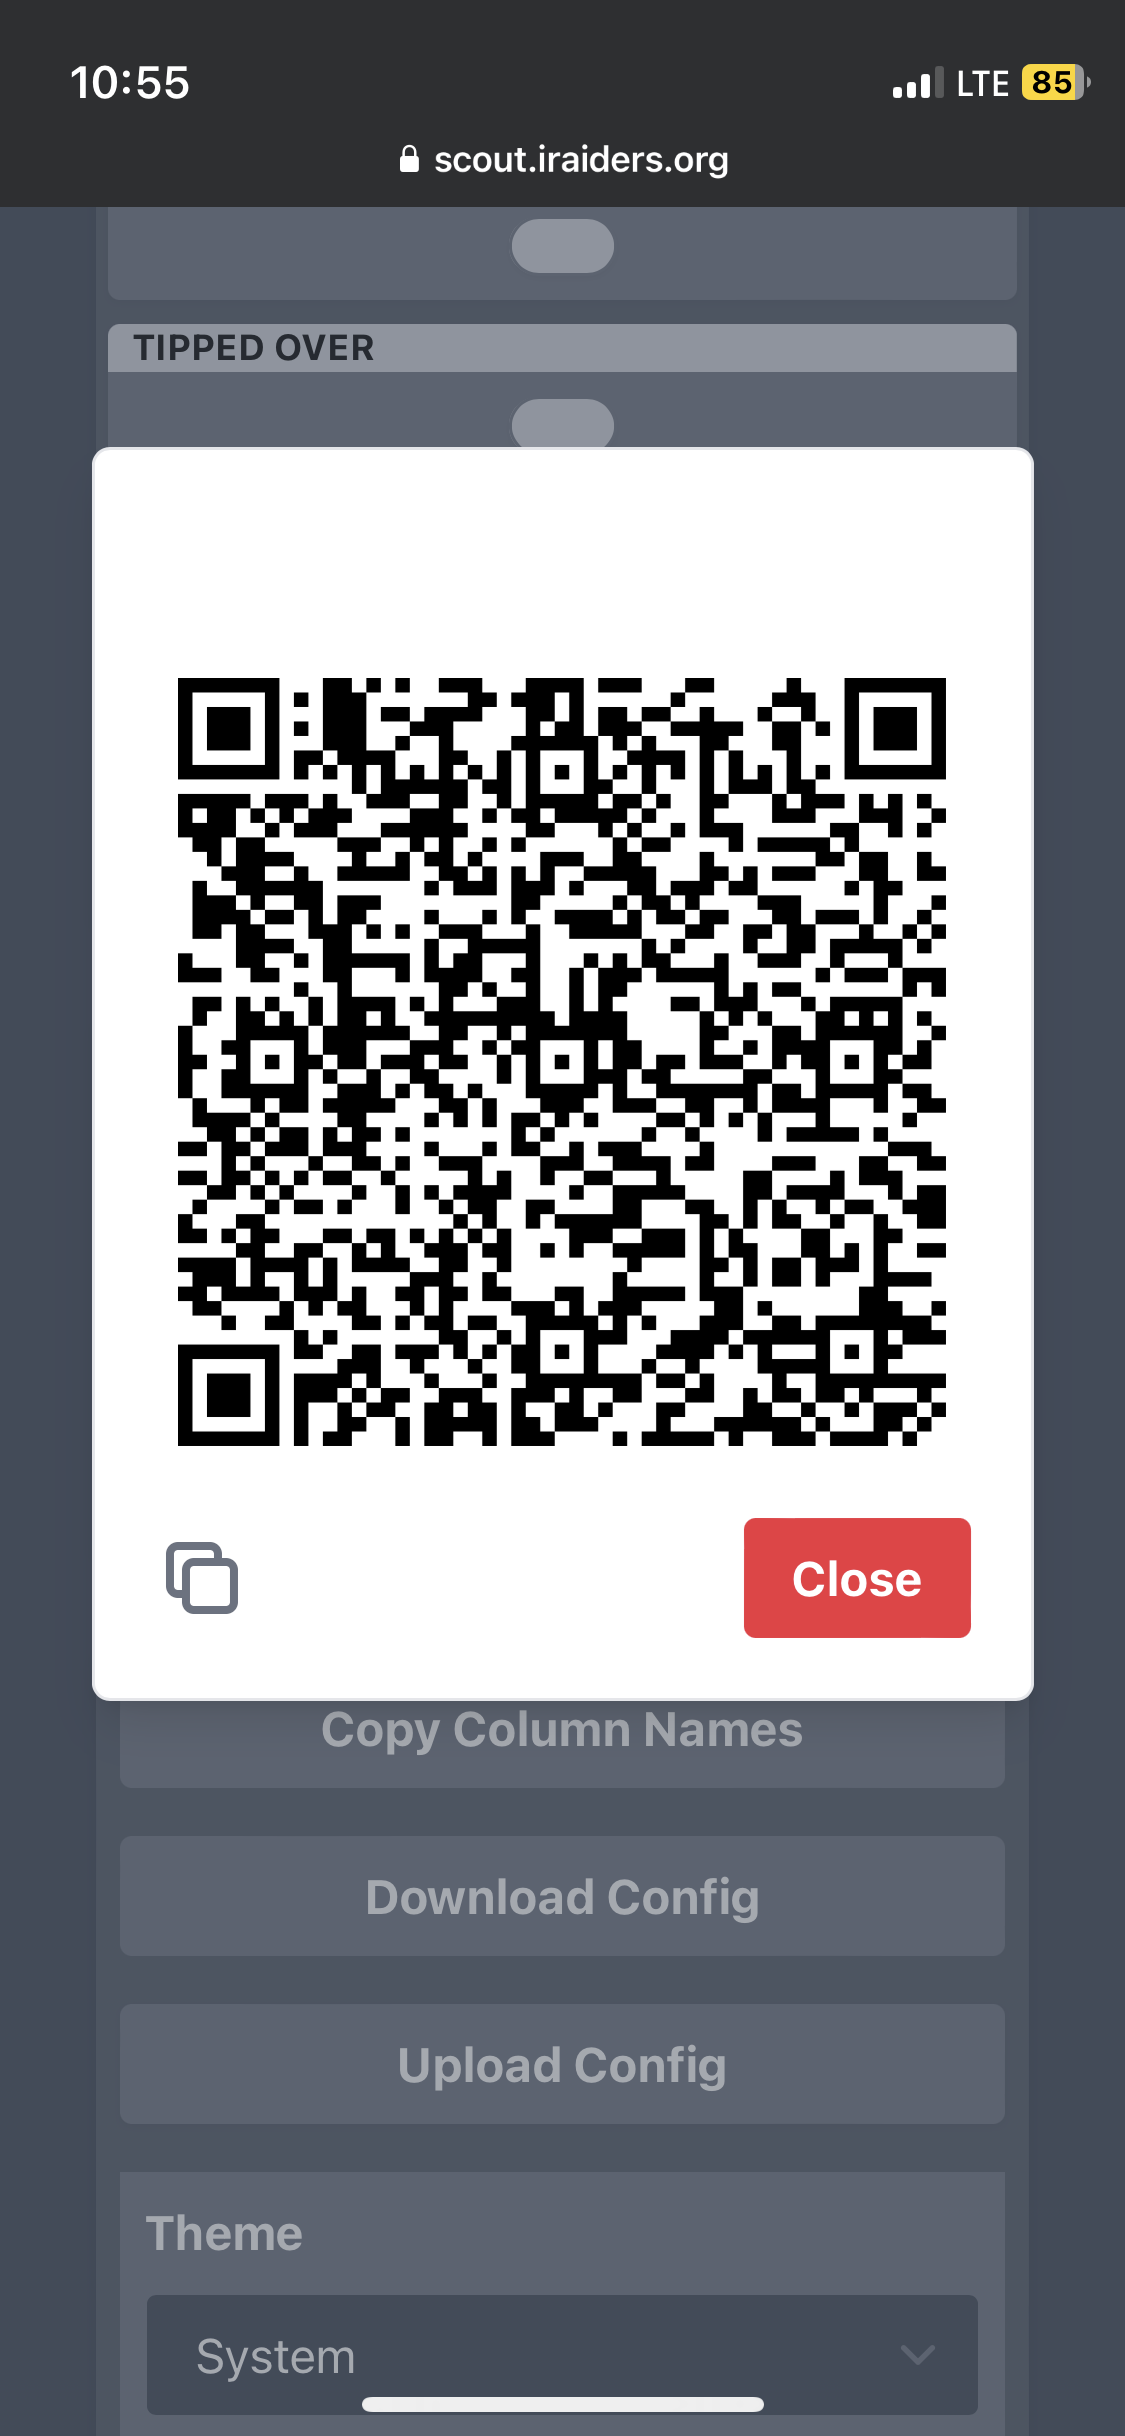 10:55
LTE 85
scout.iraiders.org
TIPPED OVER
Close
Copy Column Names
Download Config
Upload Config
Theme
System